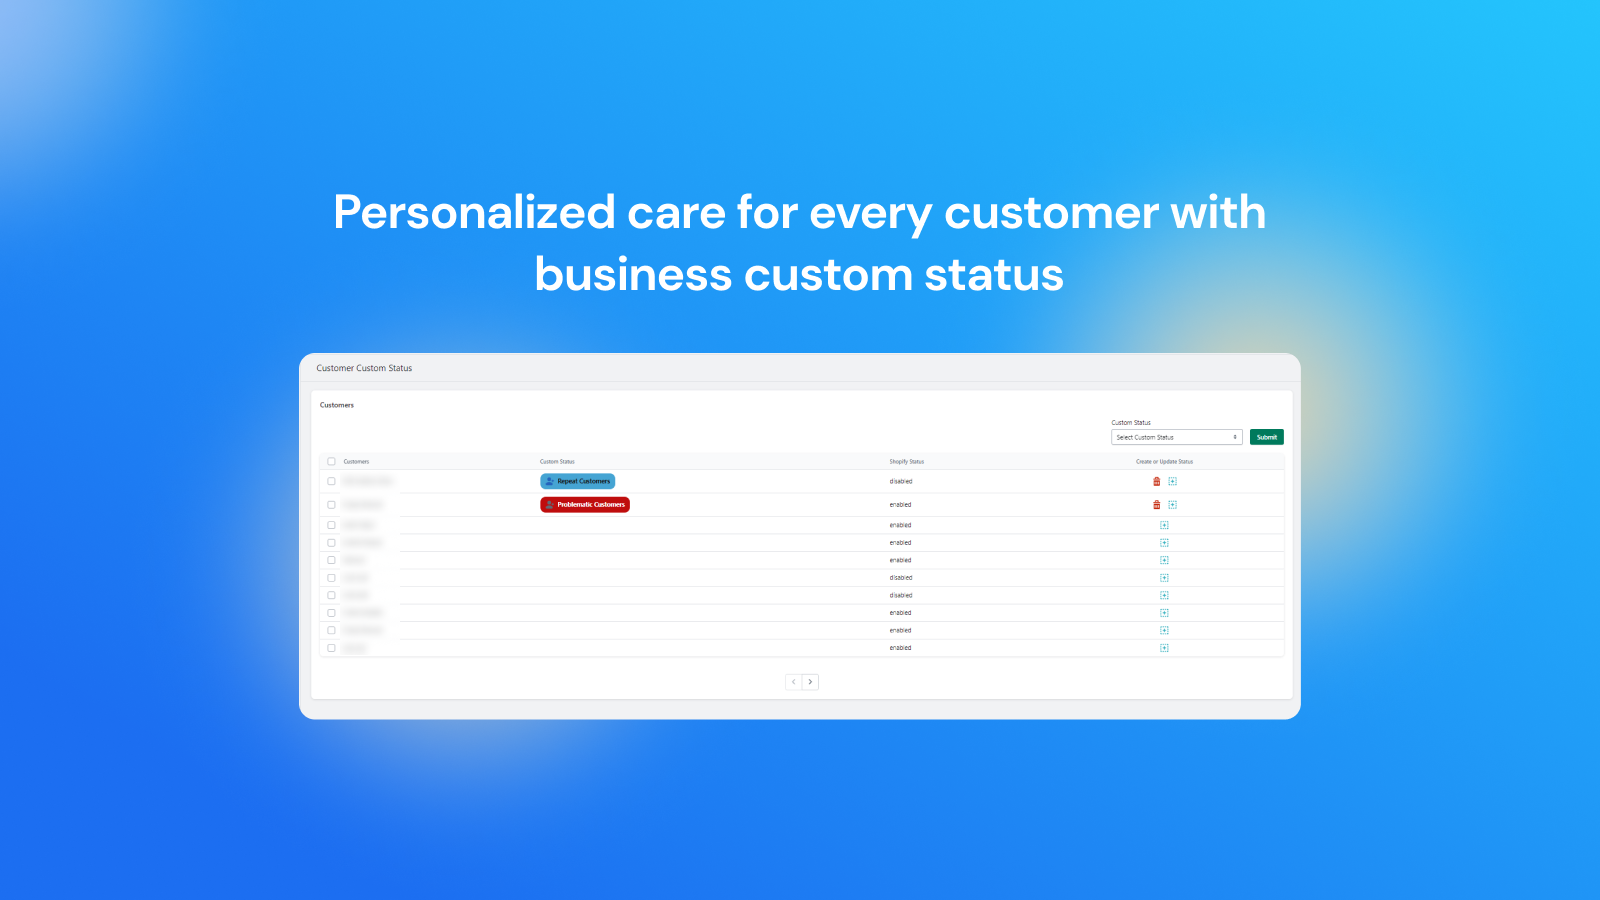 Personalized care for every customer with
business custom status
Customer Custom Status
Customers
Custom Status
Select Custom Status
Submit
Customers Custom Status Shopify Status Create or Update Status
Repeat Customers disabled
Problematic Customers enabled
enabled
enabled
enabled
disabled
disabled
enabled
enabled
enabled